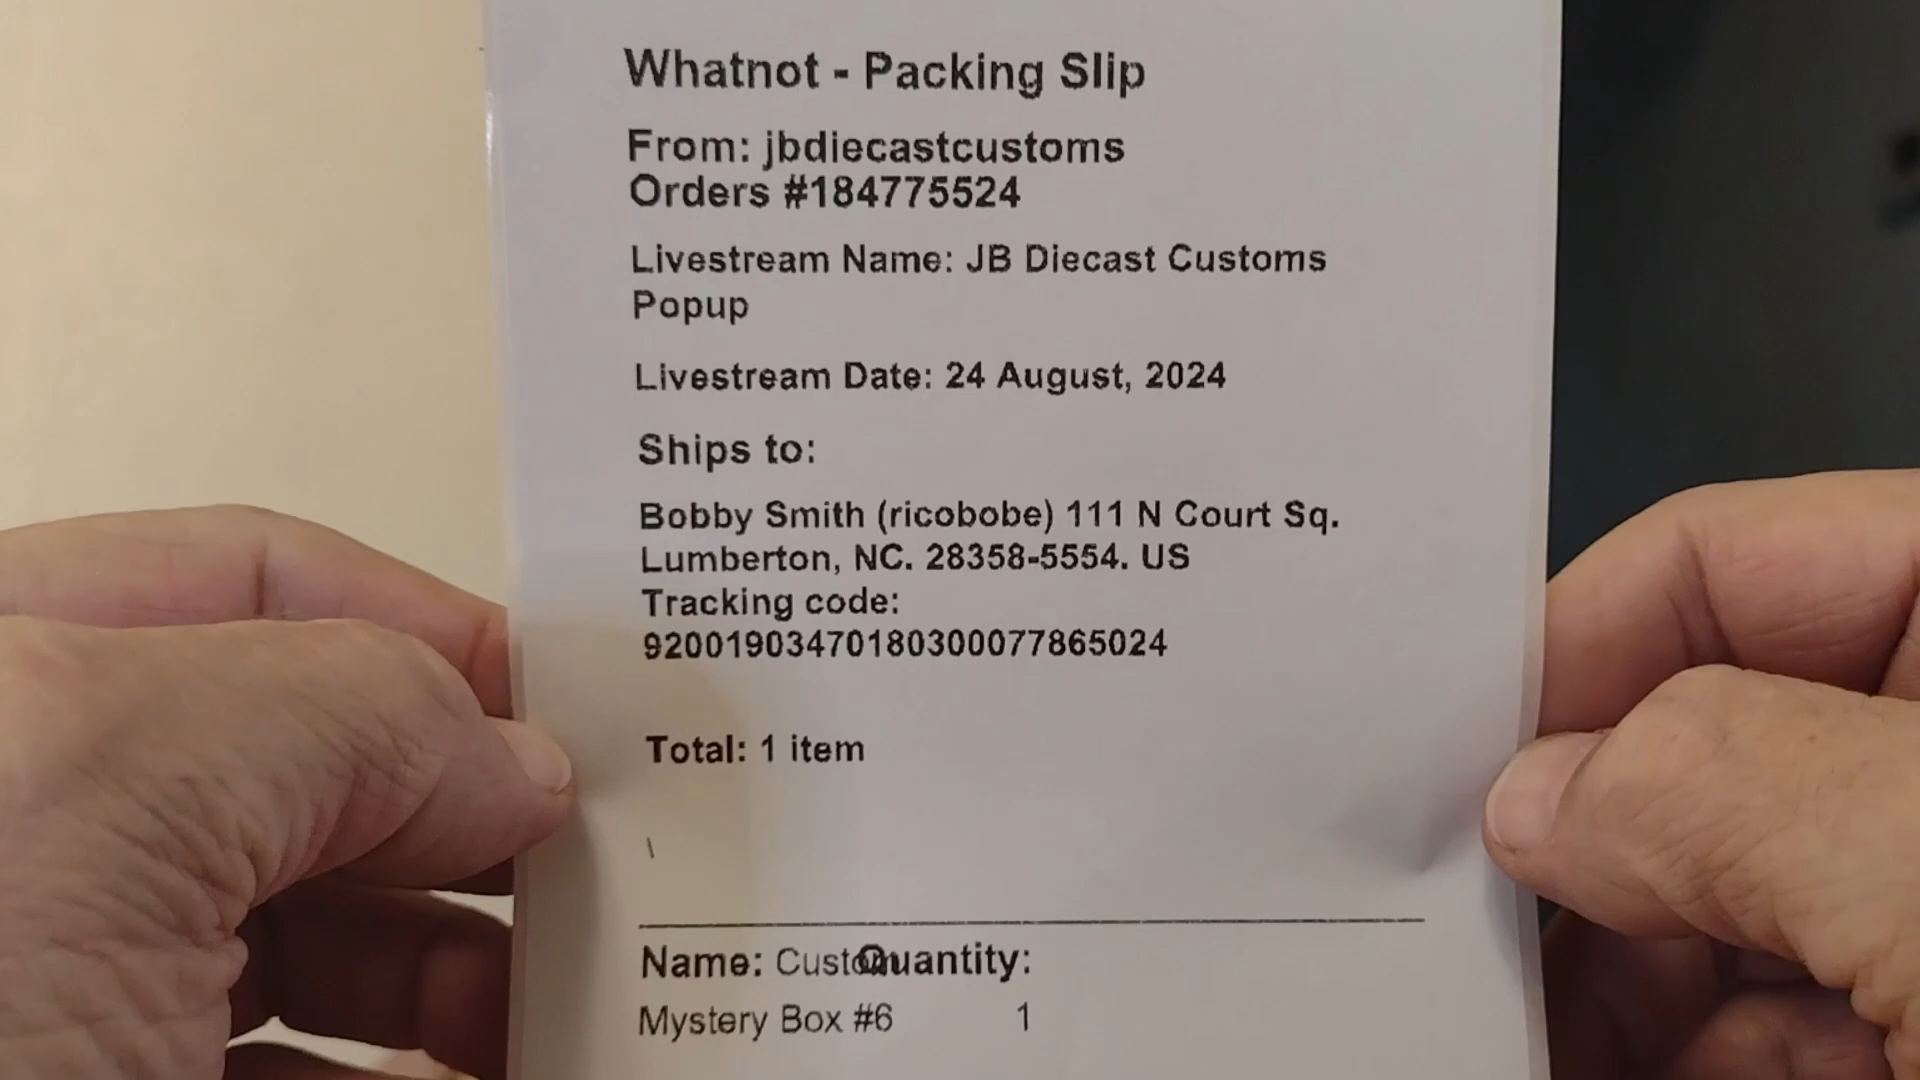 Whatnot - Packing Slip
From: jbdiecastcustoms
Orders #184775524
Livestream Name: JB Diecast Customs
Popup
Livestream Date: 24 August, 2024
Ships to:
Bobby Smith (ricobobe) 111 N Court Sq.
Lumberton, NC. 28358-5554. US
Tracking code:
92001903470180300077865024
Total: 1 item
\
Name: Custom Quantity:
Mystery Box #6 1